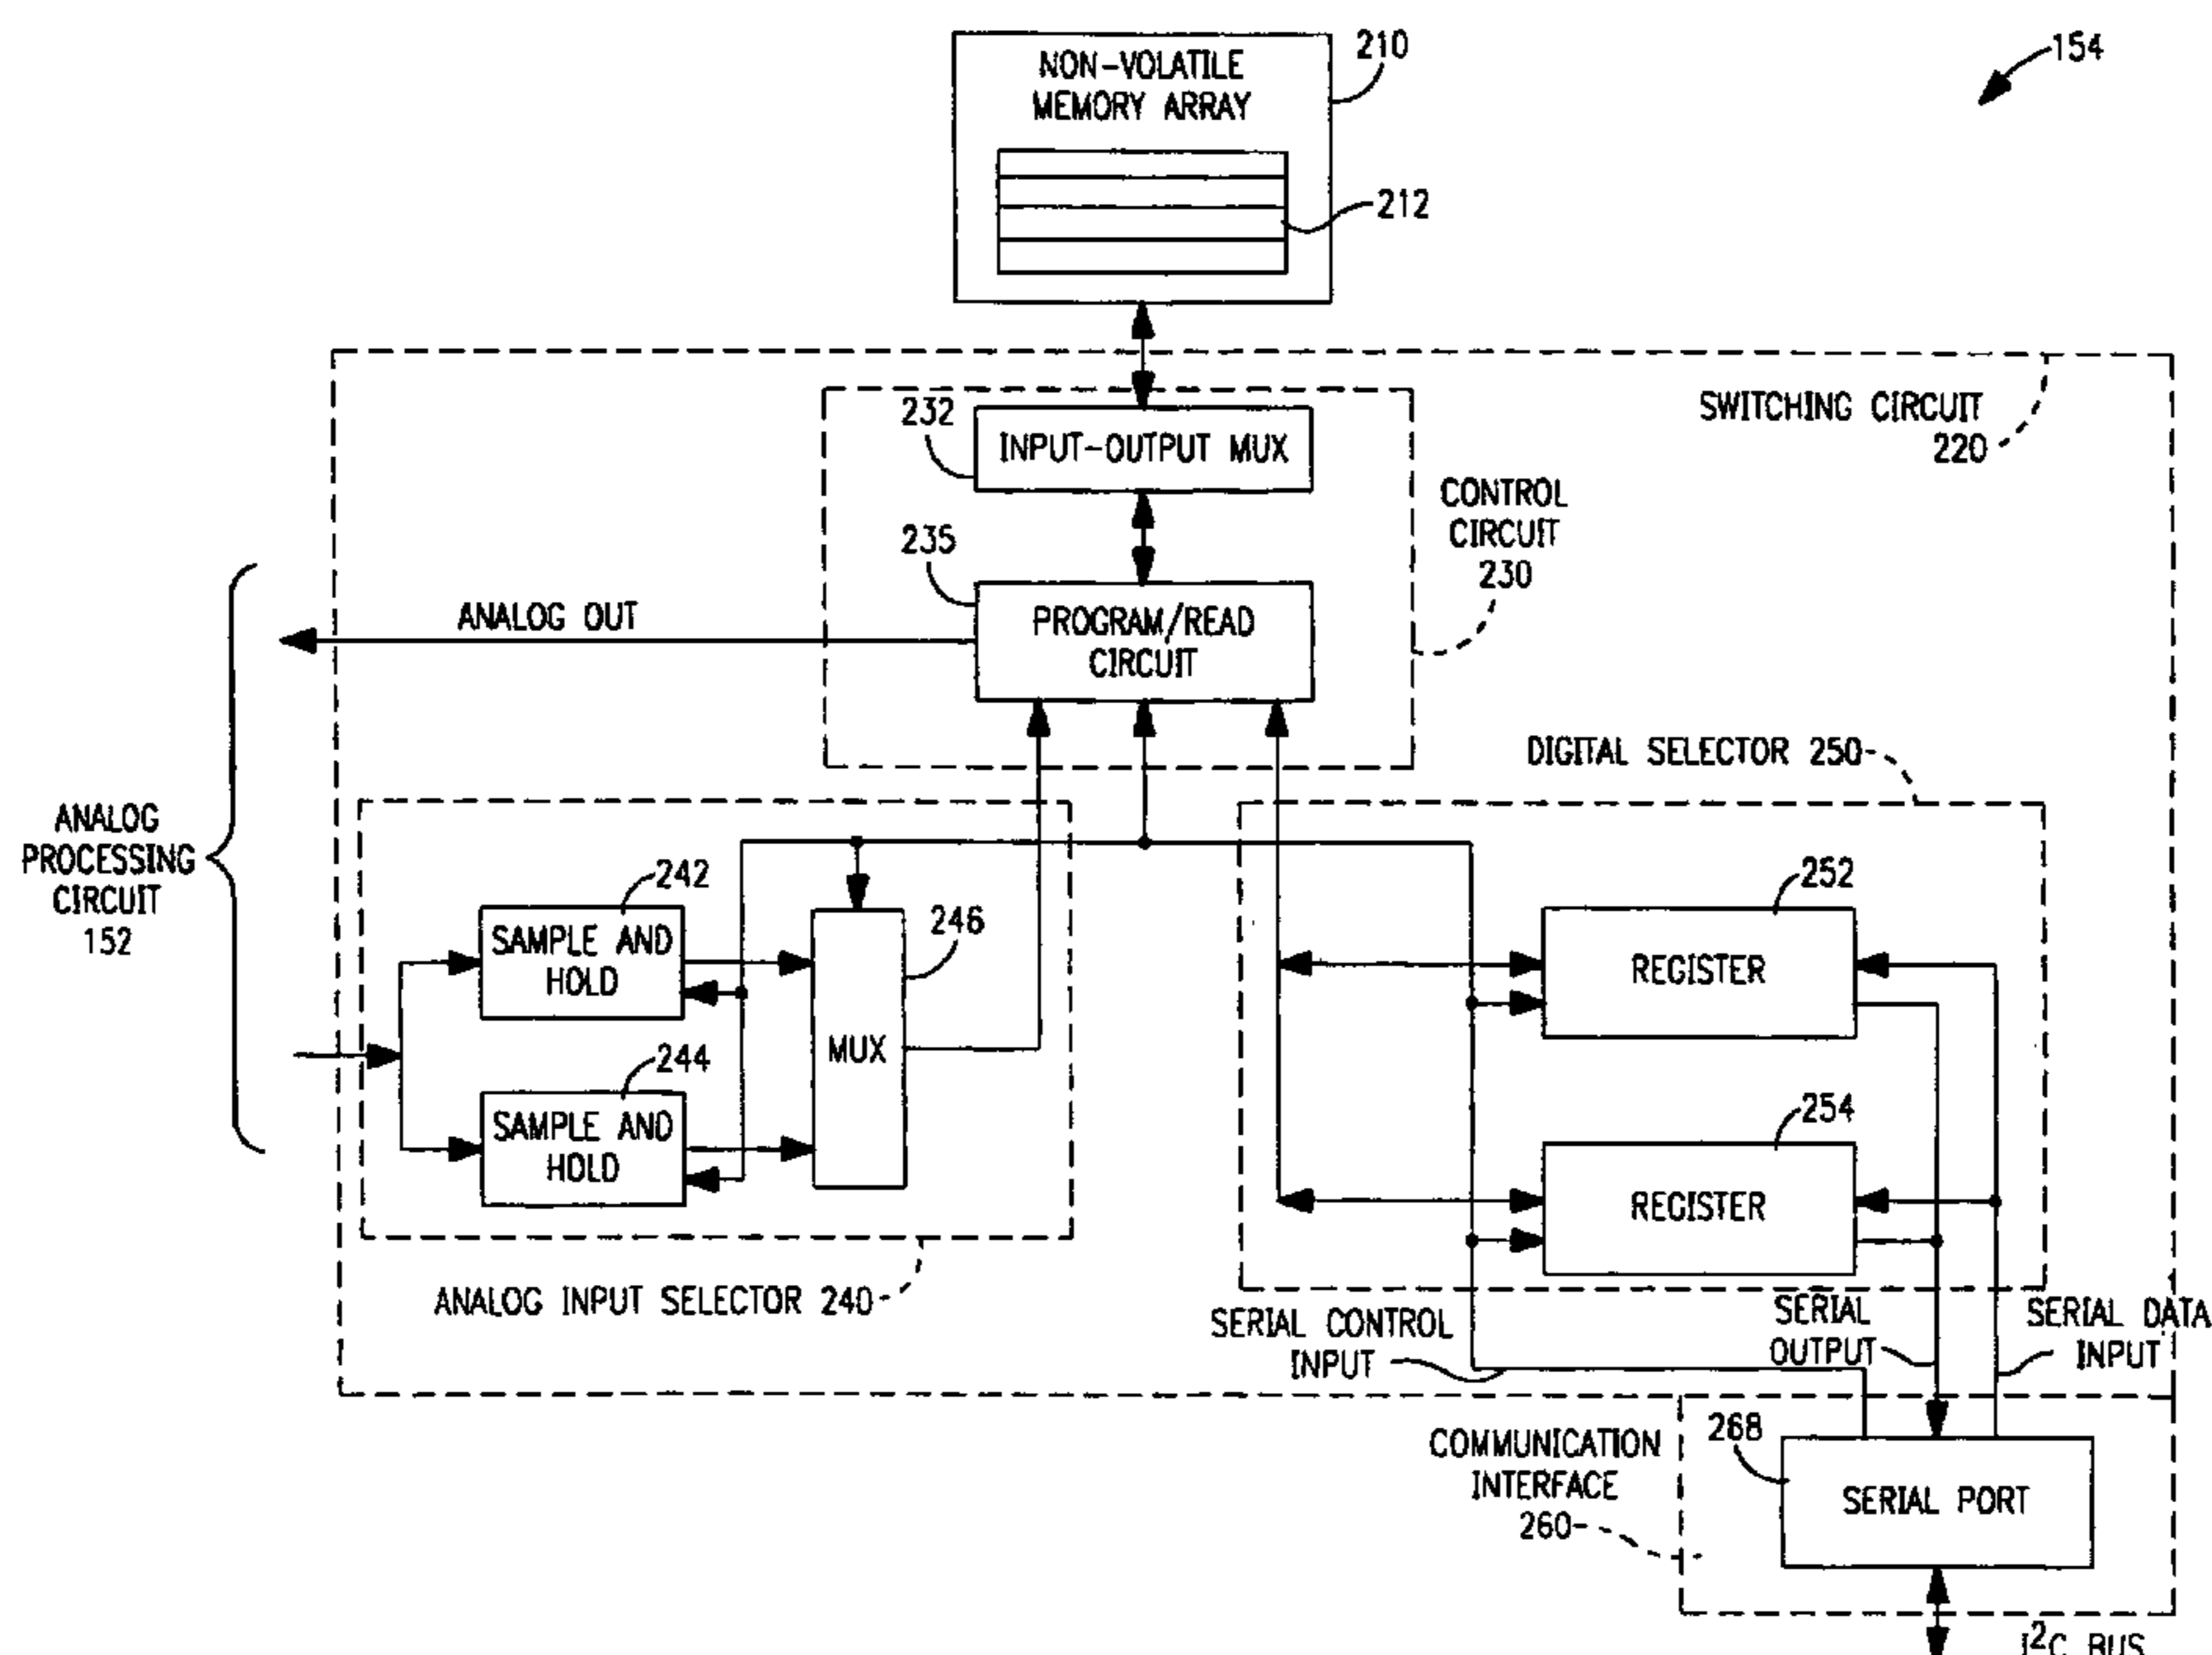 NON-VOLATILE
MEMORY ARRAY
210
154
212
SWITCHING CIRCUIT
220
232
INPUT-OUTPUT MUX
CONTROL
CIRCUIT
230
235
PROGRAM/READ
CIRCUIT
ANALOG OUT
DIGITAL SELECTOR 250
ANALOG
PROCESSING
CIRCUIT
152
242
SAMPLE AND
HOLD
246
MUX
244
SAMPLE AND
HOLD
252
REGISTER
254
REGISTER
ANALOG INPUT SELECTOR 240
SERIAL CONTROL
INPUT
SERIAL
OUTPUT
SERIAL DATA
INPUT
COMMUNICATION
INTERFACE
260
268
SERIAL PORT
I²C BUS